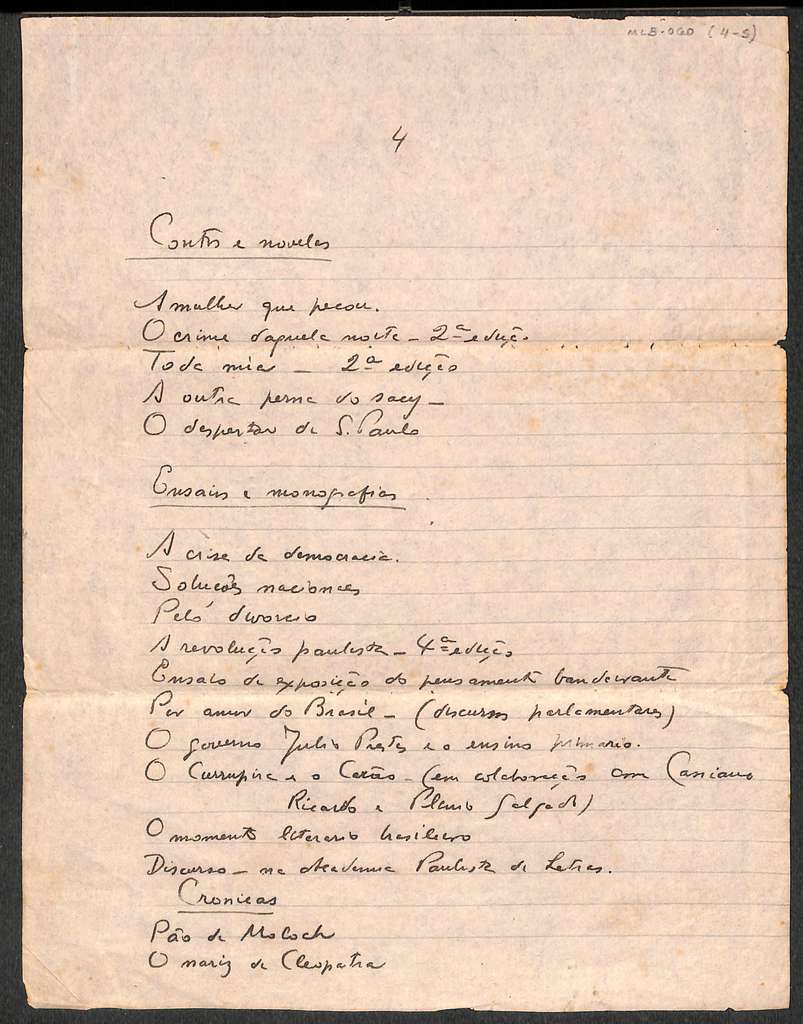 MLB-060 (4-5)
4
Contos e novelas
A mulher que pecou.
O crime daquela noite - 2ª edição
Toda nua - 2ª edição
A outra perna do sacy -
O despertar de S. Paulo
Ensaios e monografias
A crise da democracia.
Soluções nacionaes
Pelo divorcio
A revolução paulista - 4ª edição
Ensaio de exposição do pensamento bandeirante
Por amor do Brasil - (discursos parlamentares)
O governo Julio Prestes e o ensino primario.
O Currupira e o Carão - (em colaboração com Cassiano
Ricardo e Plinio Salgado)
O momento literario brasileiro
Discurso - na Academia Paulista de Letras.
Cronicas
Pão de Moloch
O nariz de Cleopatra